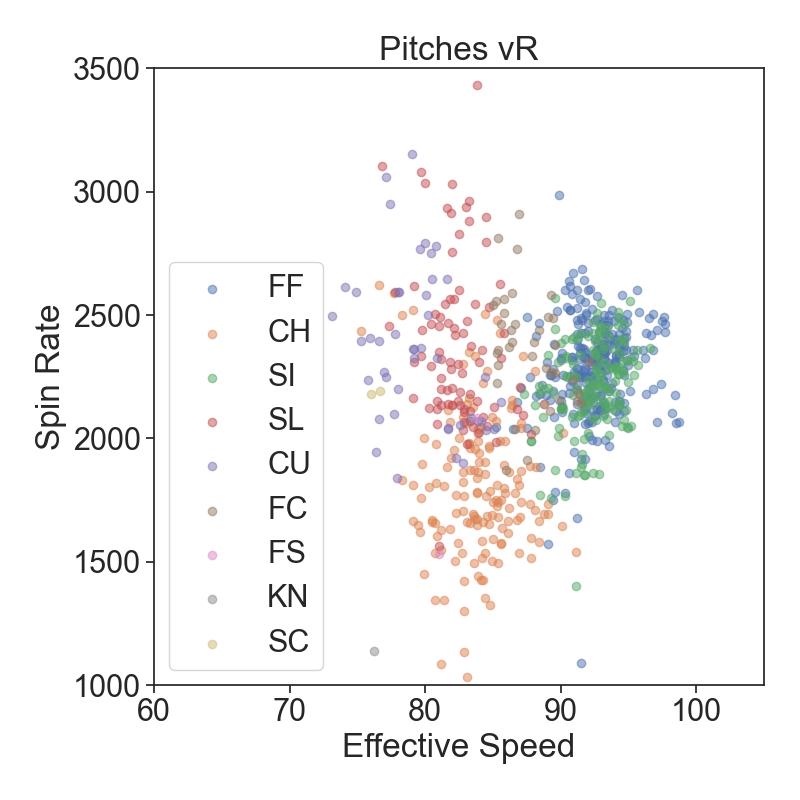 Pitches vR
3500
3000
2500
2000
1500
1000
Spin Rate
FF
CH
SI
SL
CU
FC
FS
KN
SC
60 70 80 90 100
Effective Speed